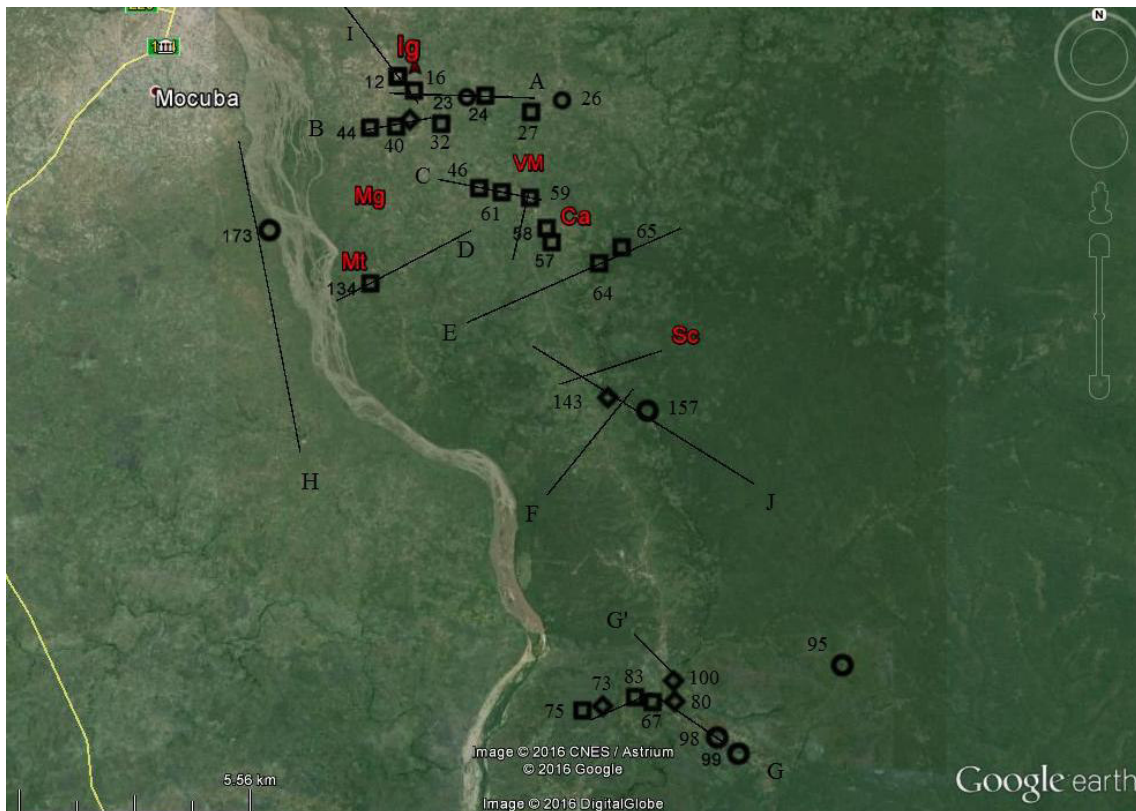 I
Ig
N
12
16
A
26
Mocuba
23
24
27
B
44
40
32
46
VM
C
59
Mg
61
Ca
173
58
65
D
57
Mt
134
64
E
Sc
143
157
H
F
J
G'
95
83
100
73
80
75
67
98
99
G
Image © 2016 CNES / Astrium
© 2016 Google
5.56 km
Google earth
Image © 2016 DigitalGlobe